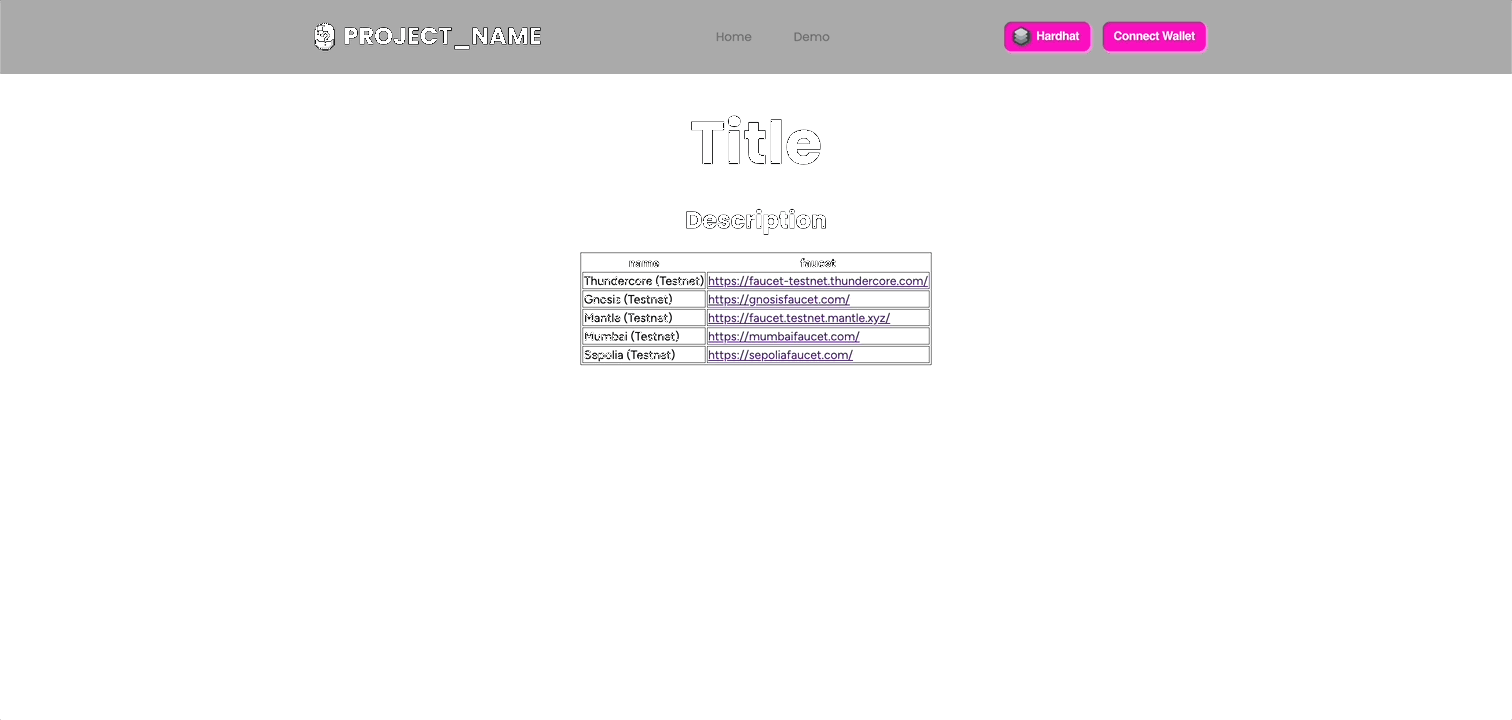 PROJECT_NAME Home Demo Hardhat Connect Wallet
Title
Description
name faucet
Thundercore (Testnet) https://faucet-testnet.thundercore.com/
Gnosis (Testnet) https://gnosisfaucet.com/
Mantle (Testnet) https://faucet.testnet.mantle.xyz/
Mumbai (Testnet) https://mumbaifaucet.com/
Sepolia (Testnet) https://sepoliafaucet.com/